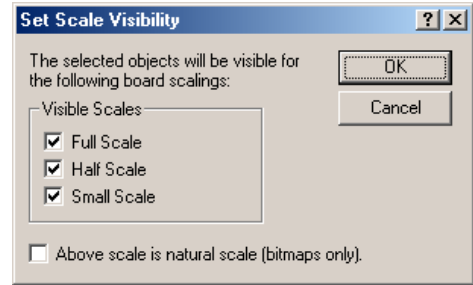 Set Scale Visibility
? ×
The selected objects will be visible for
the following board scalings:
OK
Cancel
Visible Scales
Full Scale
Half Scale
Small Scale
Above scale is natural scale (bitmaps only).